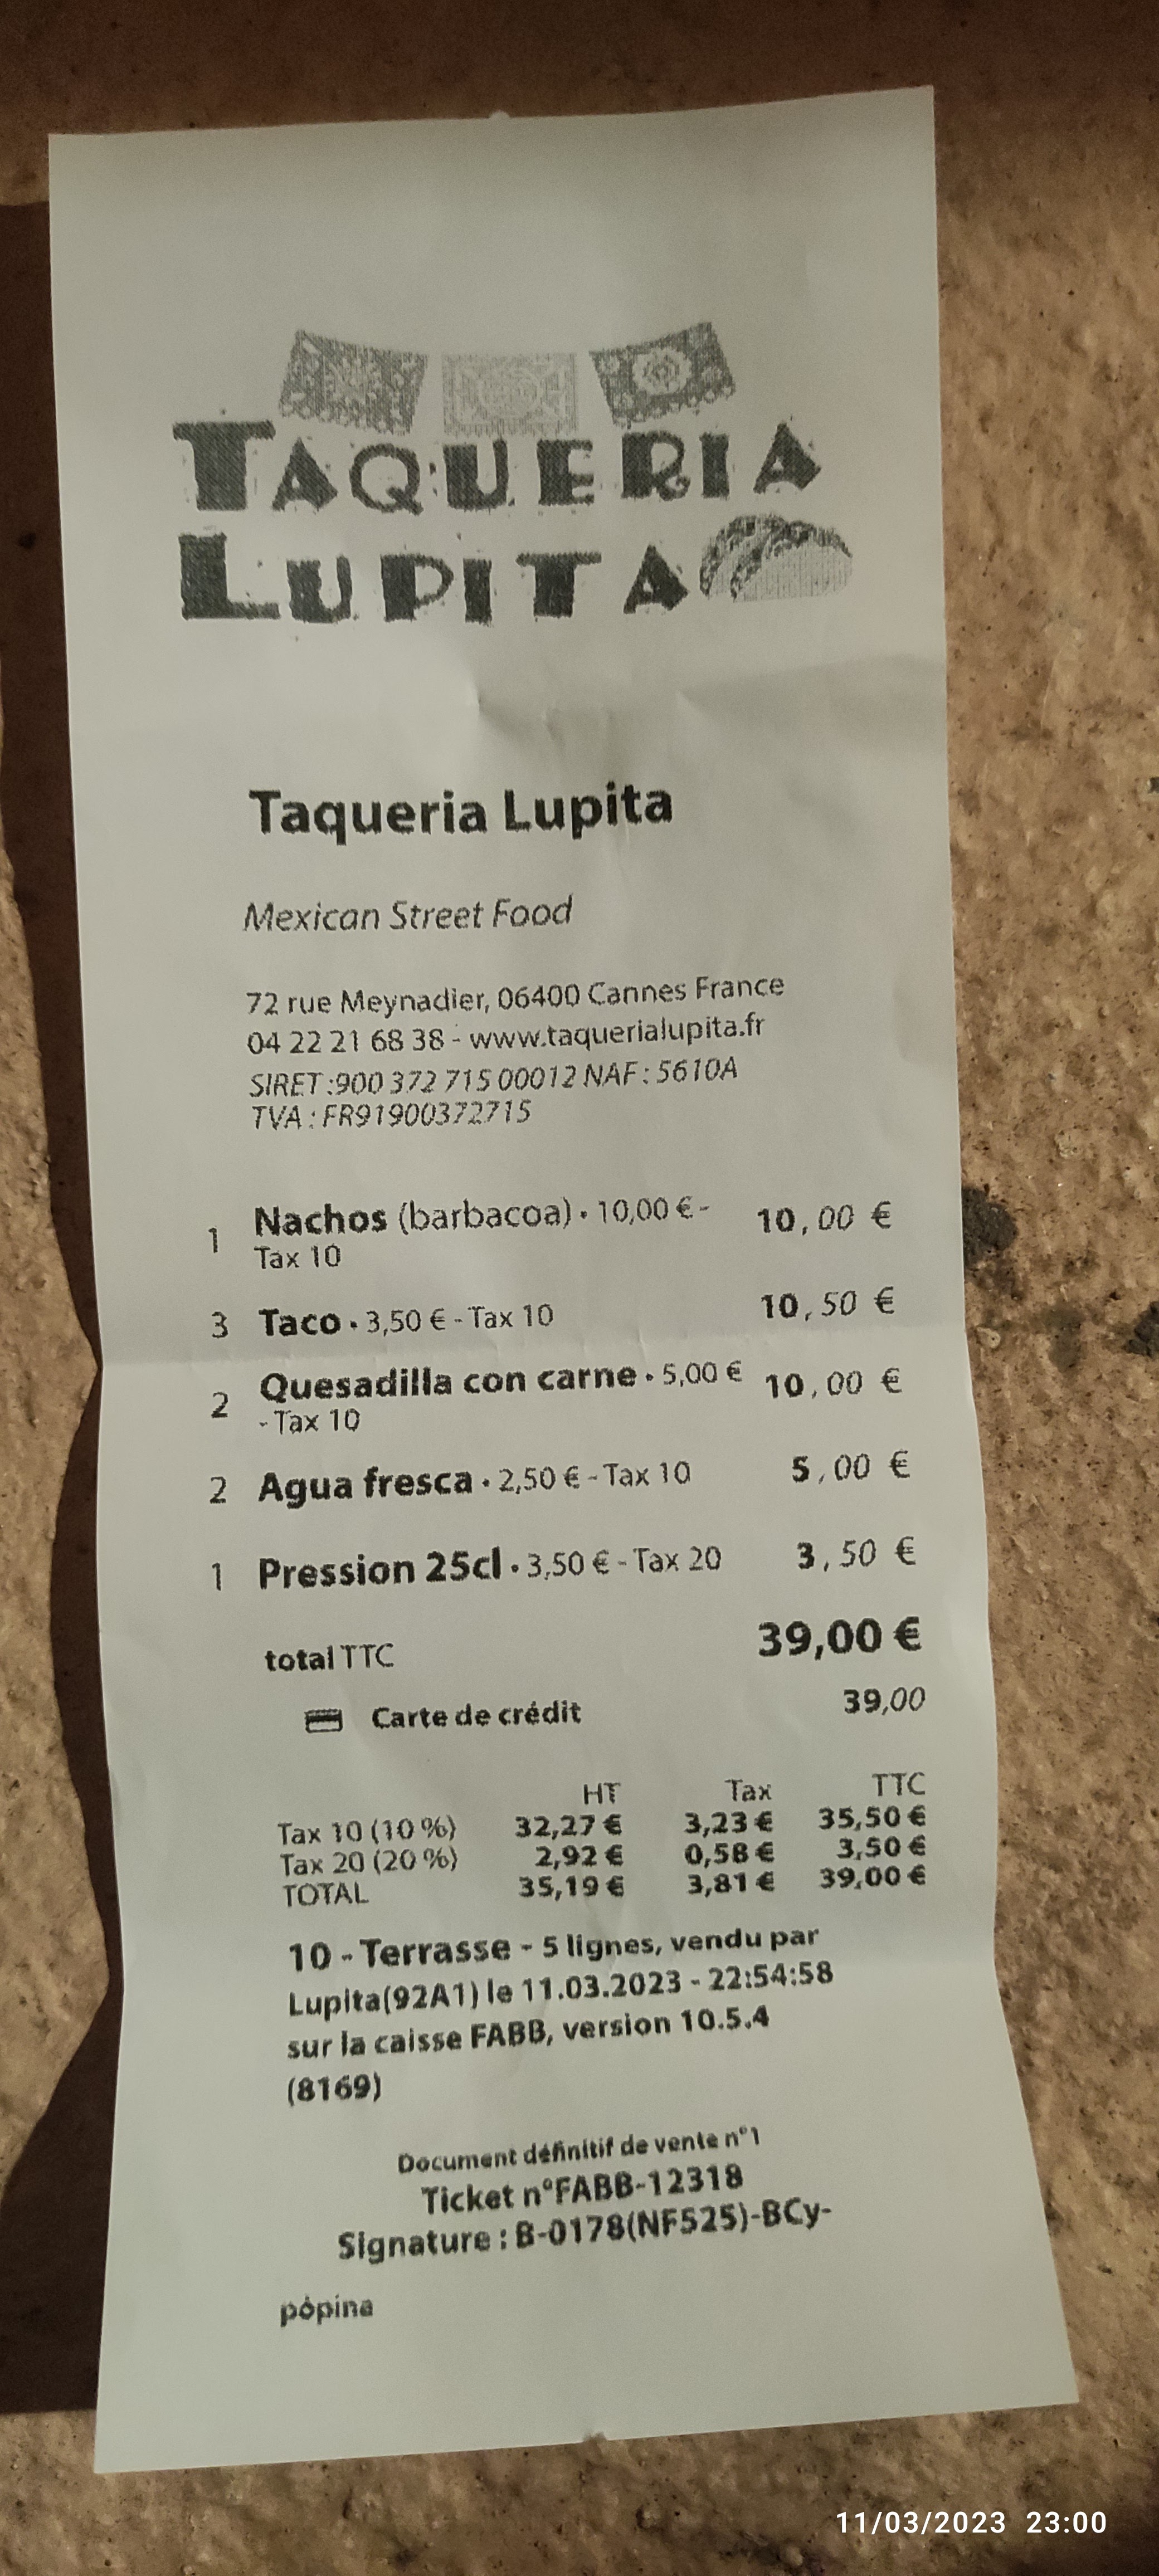 TAQUERIA
LUPITA
Taqueria Lupita
Mexican Street Food
72 rue Meynadier, 06400 Cannes France
04 22 21 68 38 - www.taquerialupita.fr
SIRET :900 372 715 00012 NAF : 5610A
TVA : FR91900372715
1 Nachos (barbacoa) • 10,00 € - 10,00 €
Tax 10
3 Taco • 3,50 € - Tax 10 10,50 €
2 Quesadilla con carne • 5,00 € 10,00 €
- Tax 10
2 Agua fresca • 2,50 € - Tax 10 5,00 €
1 Pression 25cl • 3,50 € - Tax 20 3,50 €
total TTC 39,00 €
Carte de crédit 39,00
HT Tax TTC
Tax 10 (10 %) 32,27 € 3,23 € 35,50 €
Tax 20 (20 %) 2,92 € 0,58 € 3,50 €
TOTAL 35,19 € 3,81 € 39,00 €
10 - Terrasse - 5 lignes, vendu par
Lupita(92A1) le 11.03.2023 - 22:54:58
sur la caisse FABB, version 10.5.4
(8169)
Document définitif de vente n°1
Ticket n°FABB-12318
Signature : B-0178(NF525)-BCy-
pòpina
11/03/2023 23:00